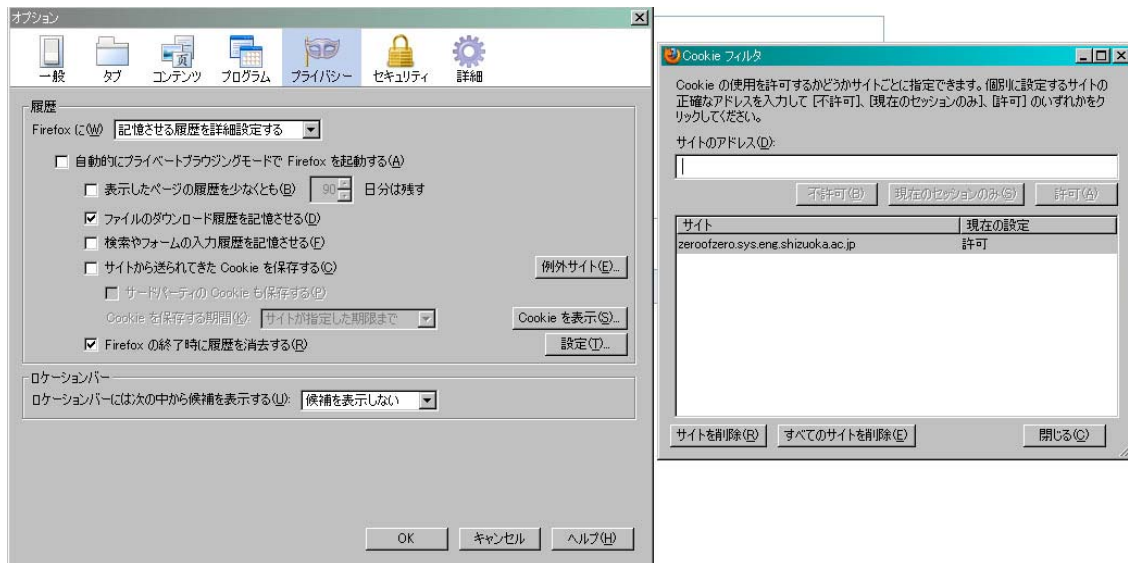 オプション
一般
タブ
コンテンツ
プログラム
プライバシー
セキュリティ
詳細
履歴
Firefox に(W) 記憶させる履歴を詳細設定する
自動的にプライベートブラウジングモードで Firefox を起動する(A)
表示したページの履歴を少なくとも(B) 90 日分は残す
ファイルのダウンロード履歴を記憶させる(D)
検索やフォームの入力履歴を記憶させる(F)
サイトから送られてきた Cookie を保存する(C) 例外サイト(E)...
サードパーティの Cookie も保存する(P)
Cookie を保存する期間(K): サイトが指定した期限まで Cookie を表示(S)...
Firefox の終了時に履歴を消去する(R) 設定(T)...
ロケーションバー
ロケーションバーには次の中から候補を表示する(U): 候補を表示しない
OK キャンセル ヘルプ(H)
Cookie フィルタ
Cookie の使用を許可するかどうかサイトごとに指定できます。個別に設定するサイトの
正確なアドレスを入力して [不許可]、[現在のセッションのみ]、[許可] のいずれかをク
リックしてください。
サイトのアドレス(D):
不許可(B) 現在のセッションのみ(S) 許可(A)
サイト 現在の設定
zeroofzero.sys.eng.shizuoka.ac.jp 許可
サイトを削除(R) すべてのサイトを削除(E) 閉じる(C)